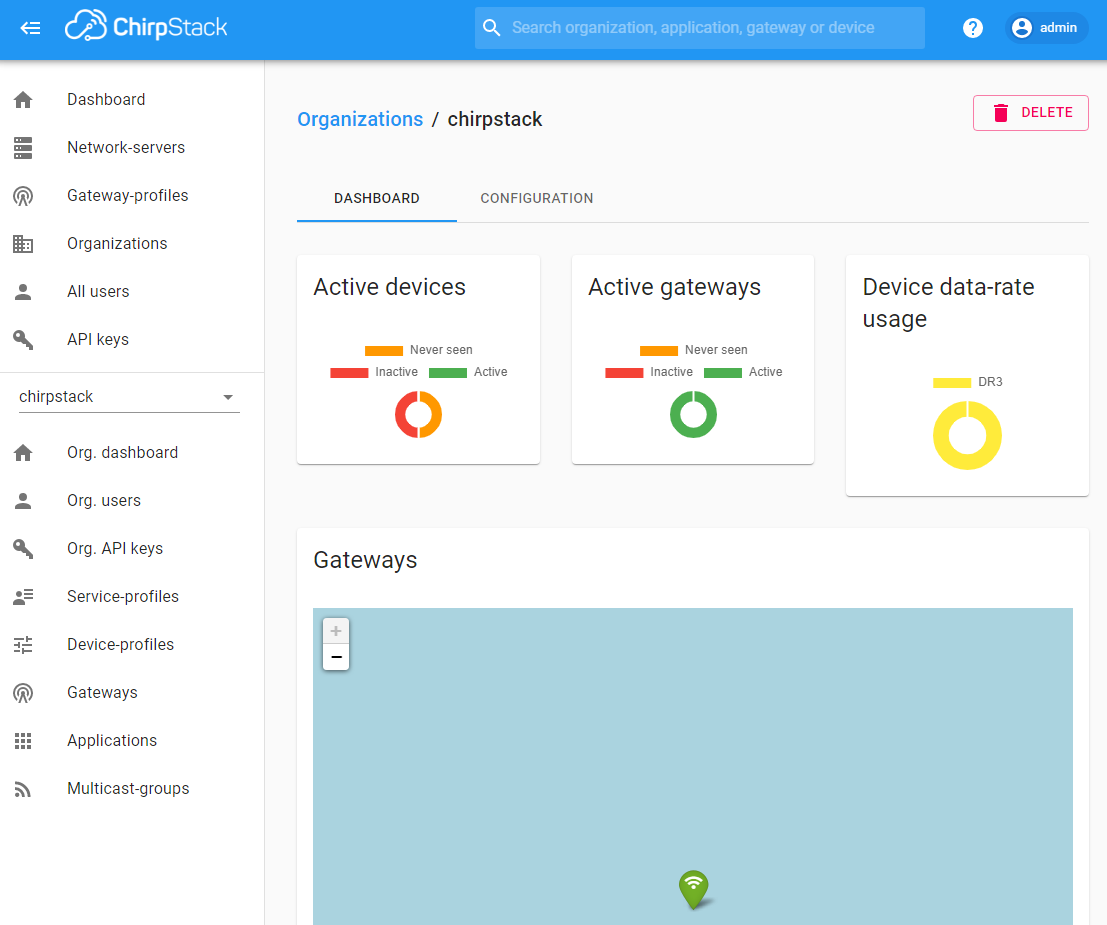 ChirpStack
Search organization, application, gateway or device
?
admin
Dashboard
Network-servers
Gateway-profiles
Organizations
All users
API keys
chirpstack
Org. dashboard
Org. users
Org. API keys
Service-profiles
Device-profiles
Gateways
Applications
Multicast-groups
Organizations / chirpstack
DELETE
DASHBOARD CONFIGURATION
Active devices
Never seen
Inactive Active
Active gateways
Never seen
Inactive Active
Device data-rate
usage
DR3
Gateways
+
−